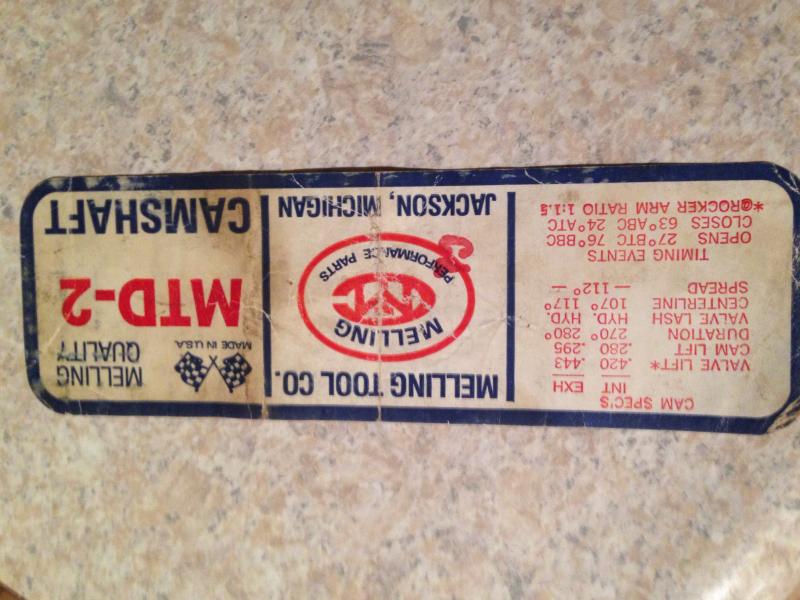 CAM SPEC'S
INT EXH
VALVE LIFT* .420 .443
CAM LIFT .280 .295
DURATION 270° 280°
VALVE LASH HYD. HYD.
CENTERLINE 107° 117°
SPREAD — 112° —
TIMING EVENTS
OPENS 27°BTC 76°BBC
CLOSES 63°ABC 24°ATC
*@ROCKER ARM RATIO 1:1.5
MELLING TOOL CO.
MELLING
MTC
PERFORMANCE PARTS
JACKSON, MICHIGAN
MADE IN U.S.A.
MELLING
QUALITY
MTD-2
CAMSHAFT